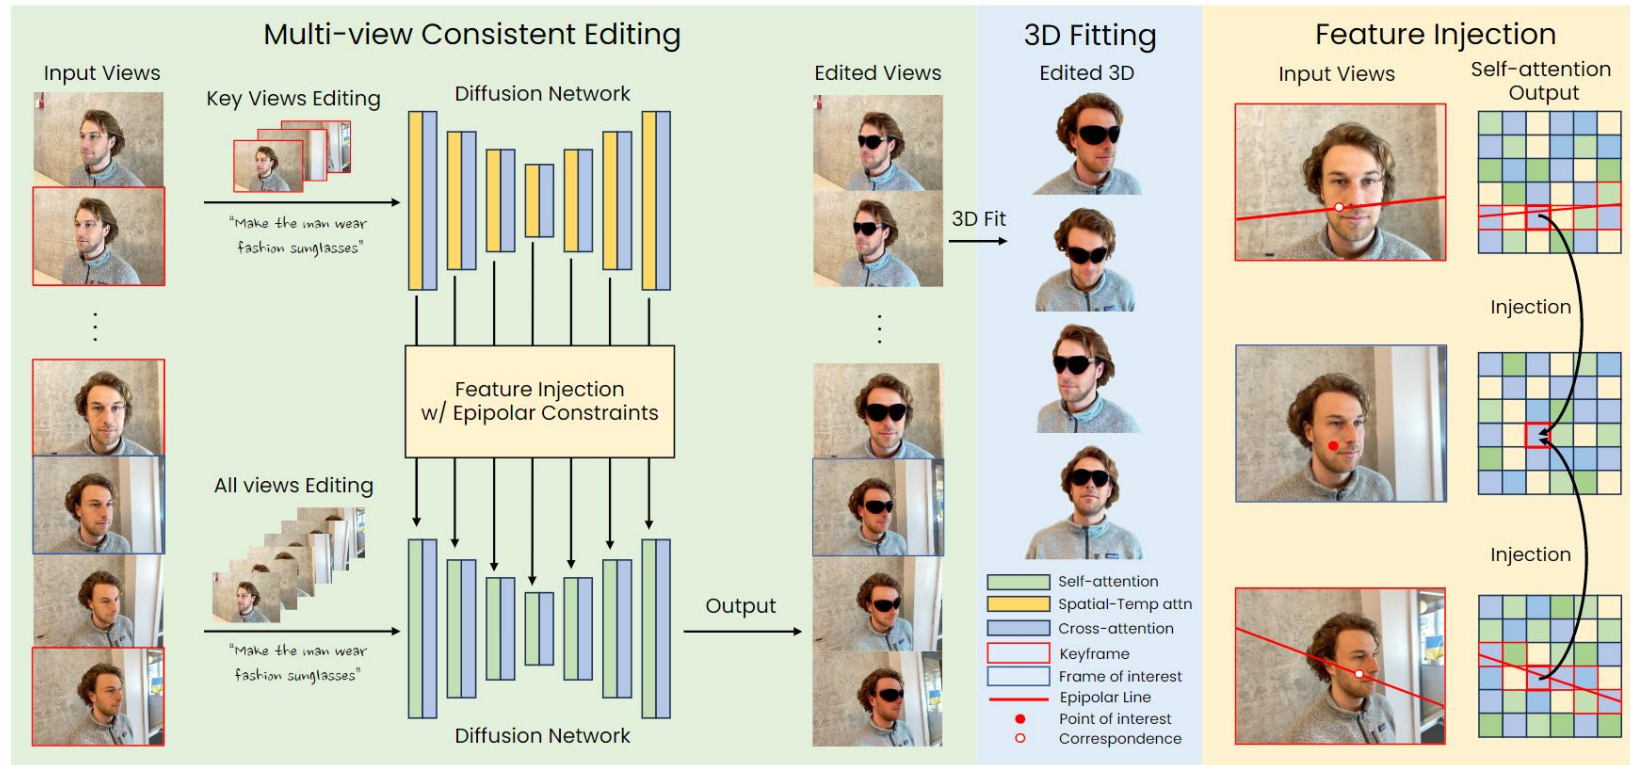 Multi-view Consistent Editing
Input Views
Key Views Editing
"Make the man wear
fashion sunglasses"
Diffusion Network
Feature Injection
w/ Epipolar Constraints
All views Editing
"Make the man wear
fashion sunglasses"
Diffusion Network
Output
Edited Views
3D Fit
3D Fitting
Edited 3D
Self-attention
Spatial-Temp attn
Cross-attention
Keyframe
Frame of interest
Epipolar Line
Point of interest
Correspondence
Feature Injection
Input Views
Self-attention
Output
Injection
Injection